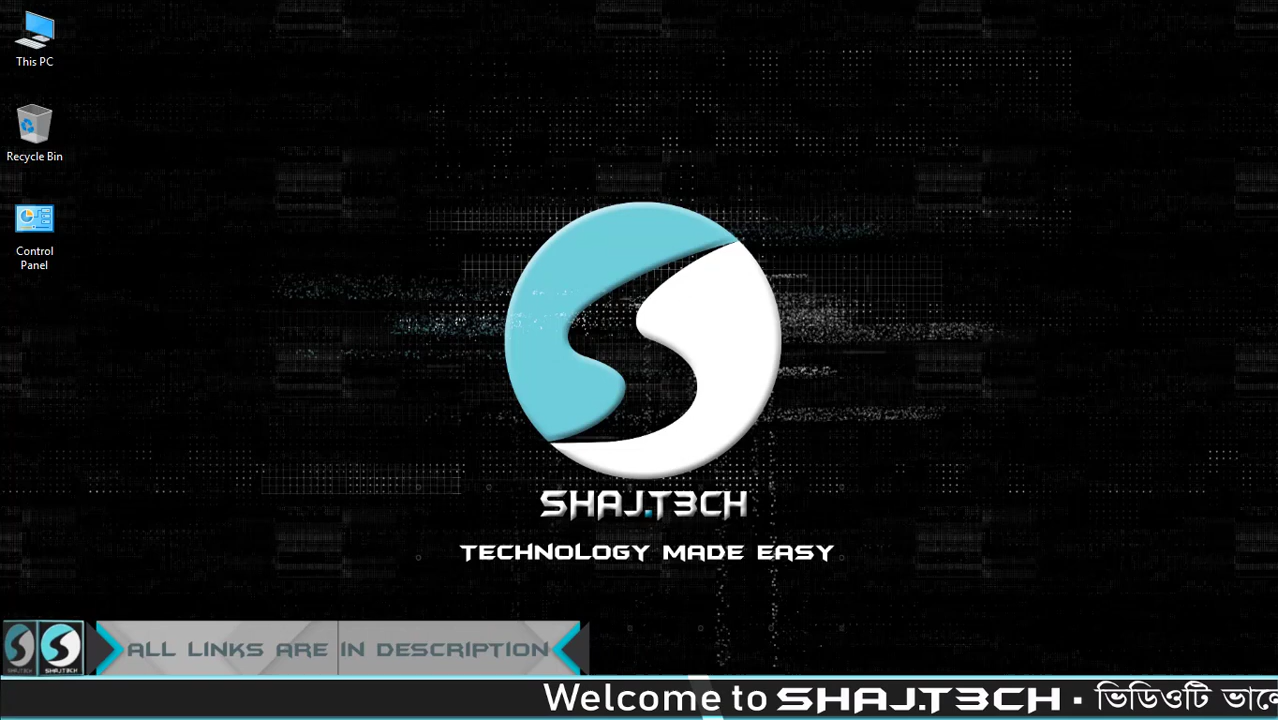 This PC
Recycle Bin
Control
Panel
SHAJ.T3CH
TECHNOLOGY MADE EASY
ALL LINKS ARE IN DESCRIPTION
Welcome to SHAJ.T3CH • ভিডিওটি